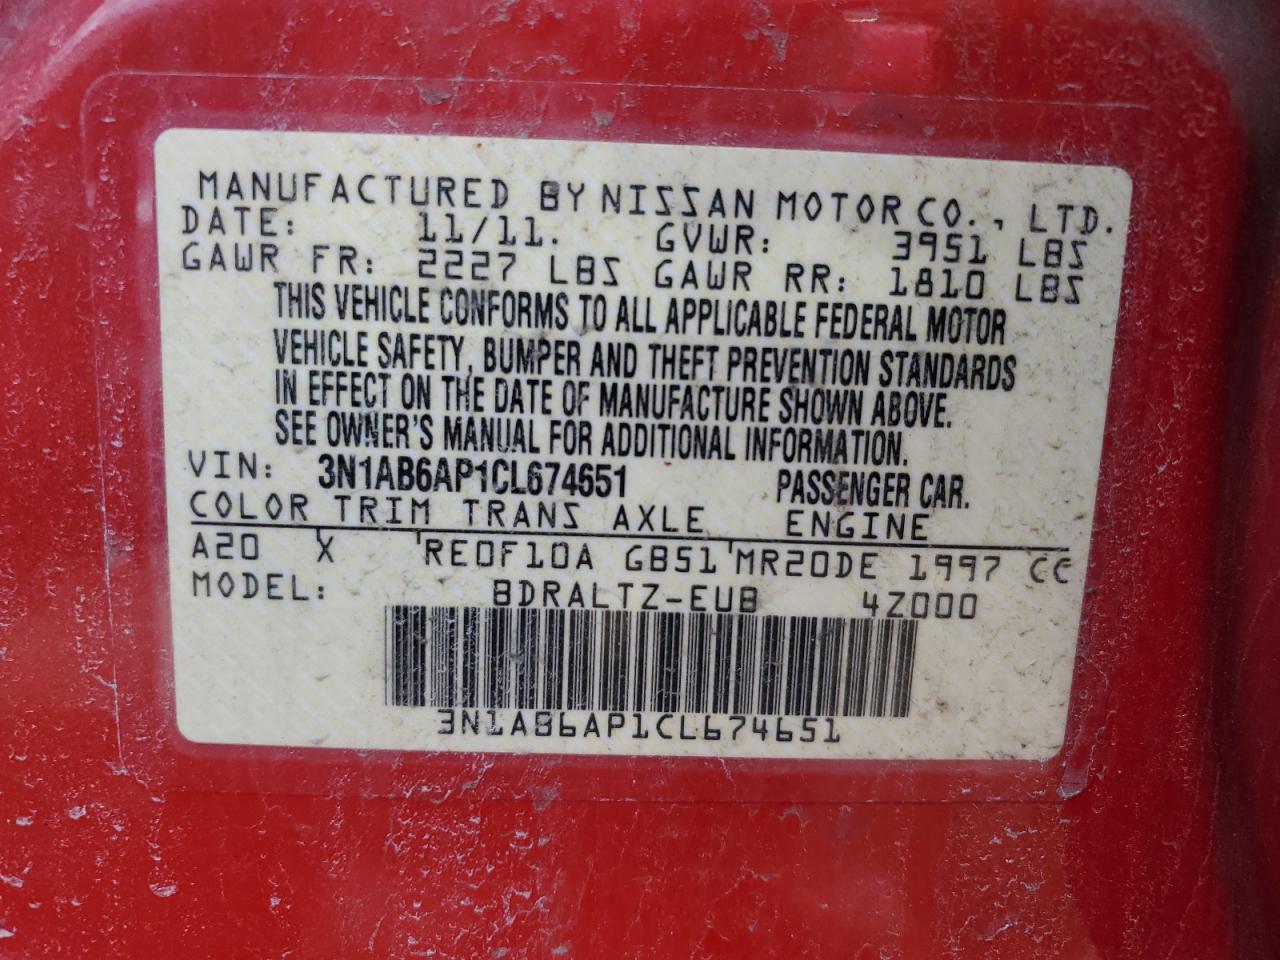 MANUFACTURED BY NISSAN MOTOR CO., LTD.
DATE: 11/11. GVWR: 3951 LBS
GAWR FR: 2227 LBS GAWR RR: 1810 LBS
THIS VEHICLE CONFORMS TO ALL APPLICABLE FEDERAL MOTOR
VEHICLE SAFETY, BUMPER AND THEFT PREVENTION STANDARDS
IN EFFECT ON THE DATE OF MANUFACTURE SHOWN ABOVE.
SEE OWNER'S MANUAL FOR ADDITIONAL INFORMATION.
VIN: 3N1AB6AP1CL674651 PASSENGER CAR.
COLOR TRIM TRANS AXLE ENGINE
A20 X RE0F10A GB51 MR20DE 1997 CC
MODEL: BDRALTZ-EUB 4Z000
3N1AB6AP1CL674651